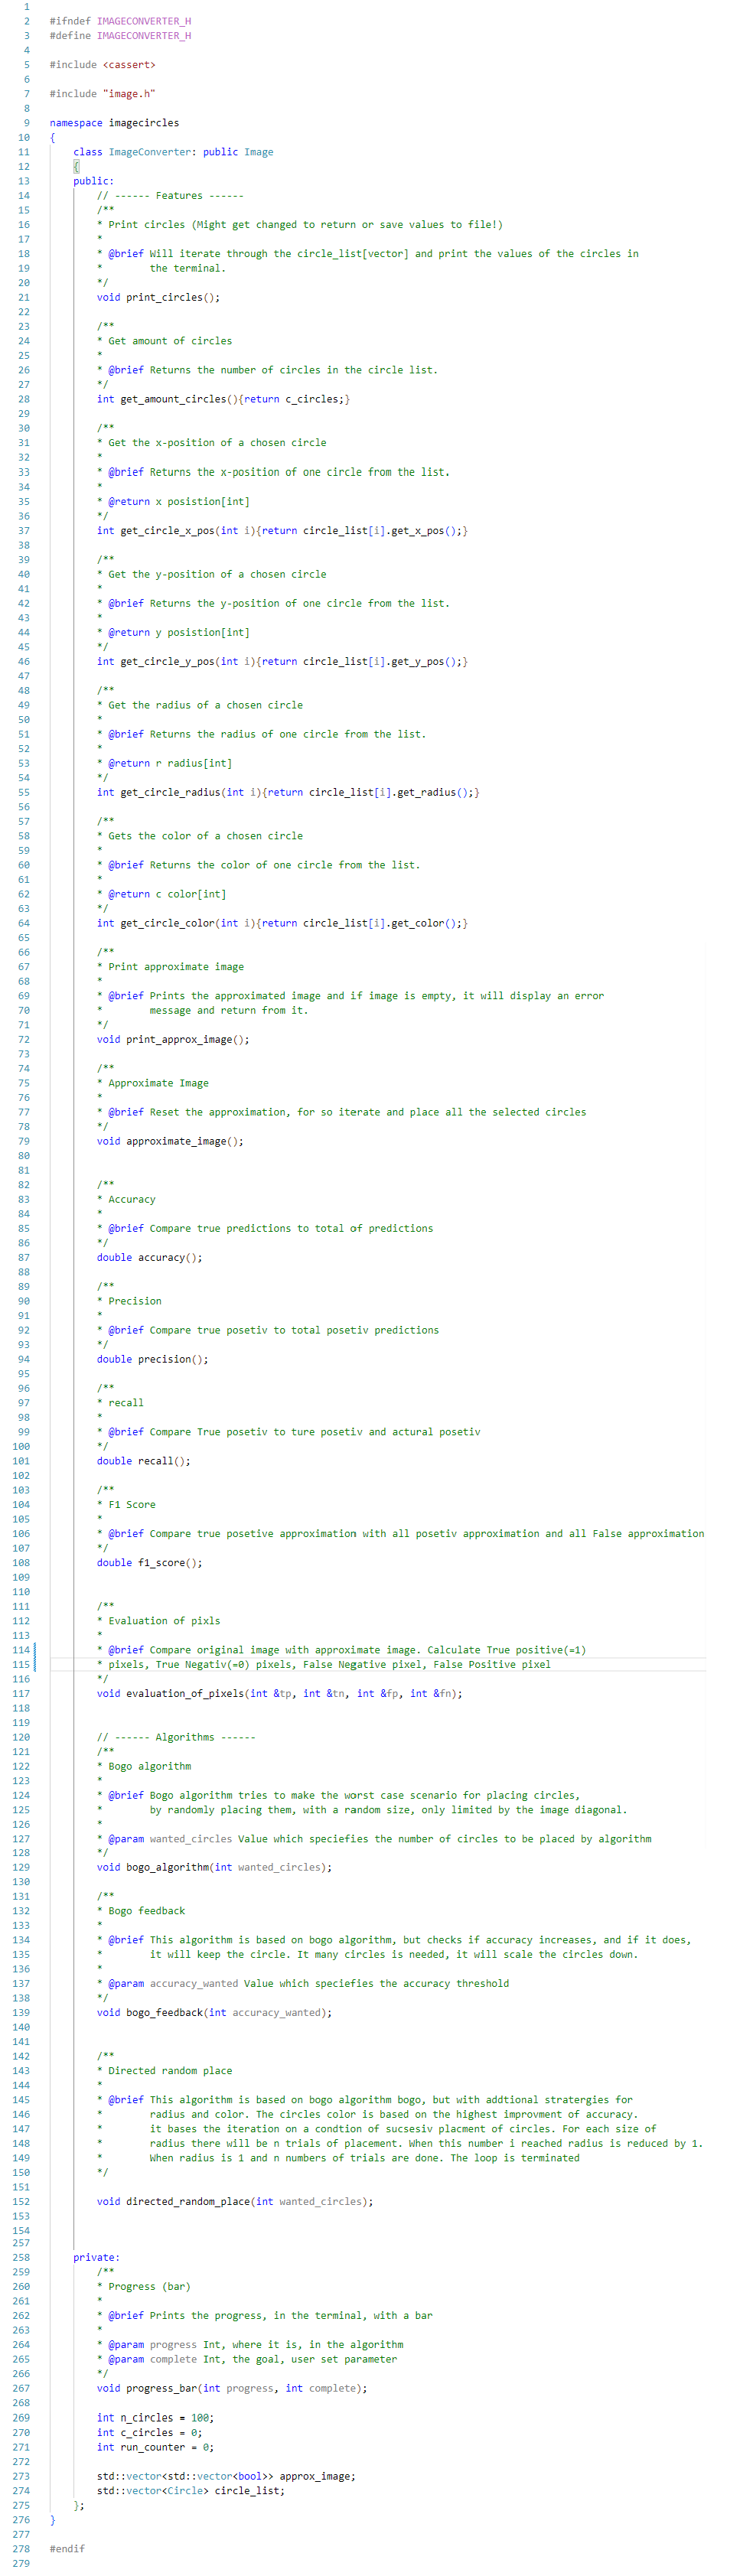 1
2 #ifndef IMAGECONVERTER_H
3 #define IMAGECONVERTER_H
4
5 #include <cassert>
6
7 #include "image.h"
8
9 namespace imagecircles
10 {
11 class ImageConverter: public Image
12 {
13 public:
14 // ------ Features ------
15 /**
16 * Print circles (Might get changed to return or save values to file!)
17 *
18 * @brief Will iterate through the circle_list[vector] and print the values of the circles in
19 * the terminal.
20 */
21 void print_circles();
22
23 /**
24 * Get amount of circles
25 *
26 * @brief Returns the number of circles in the circle list.
27 */
28 int get_amount_circles(){return c_circles;}
29
30 /**
31 * Get the x-position of a chosen circle
32 *
33 * @brief Returns the x-position of one circle from the list.
34 *
35 * @return x posistion[int]
36 */
37 int get_circle_x_pos(int i){return circle_list[i].get_x_pos();}
38
39 /**
40 * Get the y-position of a chosen circle
41 *
42 * @brief Returns the y-position of one circle from the list.
43 *
44 * @return y posistion[int]
45 */
46 int get_circle_y_pos(int i){return circle_list[i].get_y_pos();}
47
48 /**
49 * Get the radius of a chosen circle
50 *
51 * @brief Returns the radius of one circle from the list.
52 *
53 * @return r radius[int]
54 */
55 int get_circle_radius(int i){return circle_list[i].get_radius();}
56
57 /**
58 * Gets the color of a chosen circle
59 *
60 * @brief Returns the color of one circle from the list.
61 *
62 * @return c color[int]
63 */
64 int get_circle_color(int i){return circle_list[i].get_color();}
65
66 /**
67 * Print approximate image
68 *
69 * @brief Prints the approximated image and if image is empty, it will display an error
70 * message and return from it.
71 */
72 void print_approx_image();
73
74 /**
75 * Approximate Image
76 *
77 * @brief Reset the approximation, for so iterate and place all the selected circles
78 */
79 void approximate_image();
80
81
82 /**
83 * Accuracy
84 *
85 * @brief Compare true predictions to total of predictions
86 */
87 double accuracy();
88
89 /**
90 * Precision
91 *
92 * @brief Compare true posetiv to total posetiv predictions
93 */
94 double precision();
95
96 /**
97 * recall
98 *
99 * @brief Compare True posetiv to ture posetiv and actural posetiv
100 */
101 double recall();
102
103 /**
104 * F1 Score
105 *
106 * @brief Compare true posetive approximation with all posetiv approximation and all False approximation
107 */
108 double f1_score();
109
110
111 /**
112 * Evaluation of pixls
113 *
114 * @brief Compare original image with approximate image. Calculate True positive(=1)
115 * pixels, True Negativ(=0) pixels, False Negative pixel, False Positive pixel
116 */
117 void evaluation_of_pixels(int &tp, int &tn, int &fp, int &fn);
118
119
120 // ------ Algorithms ------
121 /**
122 * Bogo algorithm
123 *
124 * @brief Bogo algorithm tries to make the worst case scenario for placing circles,
125 * by randomly placing them, with a random size, only limited by the image diagonal.
126 *
127 * @param wanted_circles Value which speciefies the number of circles to be placed by algorithm
128 */
129 void bogo_algorithm(int wanted_circles);
130
131 /**
132 * Bogo feedback
133 *
134 * @brief This algorithm is based on bogo algorithm, but checks if accuracy increases, and if it does,
135 * it will keep the circle. It many circles is needed, it will scale the circles down.
136 *
137 * @param accuracy_wanted Value which speciefies the accuracy threshold
138 */
139 void bogo_feedback(int accuracy_wanted);
140
141
142 /**
143 * Directed random place
144 *
145 * @brief This algorithm is based on bogo algorithm bogo, but with addtional stratergies for
146 * radius and color. The circles color is based on the highest improvment of accuracy.
147 * it bases the iteration on a condtion of sucsesiv placment of circles. For each size of
148 * radius there will be n trials of placement. When this number i reached radius is reduced by 1.
149 * When radius is 1 and n numbers of trials are done. The loop is terminated
150 */
151
152 void directed_random_place(int wanted_circles);
153
154
257
258 private:
259 /**
260 * Progress (bar)
261 *
262 * @brief Prints the progress, in the terminal, with a bar
263 *
264 * @param progress Int, where it is, in the algorithm
265 * @param complete Int, the goal, user set parameter
266 */
267 void progress_bar(int progress, int complete);
268
269 int n_circles = 100;
270 int c_circles = 0;
271 int run_counter = 0;
272
273 std::vector<std::vector<bool>> approx_image;
274 std::vector<Circle> circle_list;
275 };
276 }
277
278 #endif
279